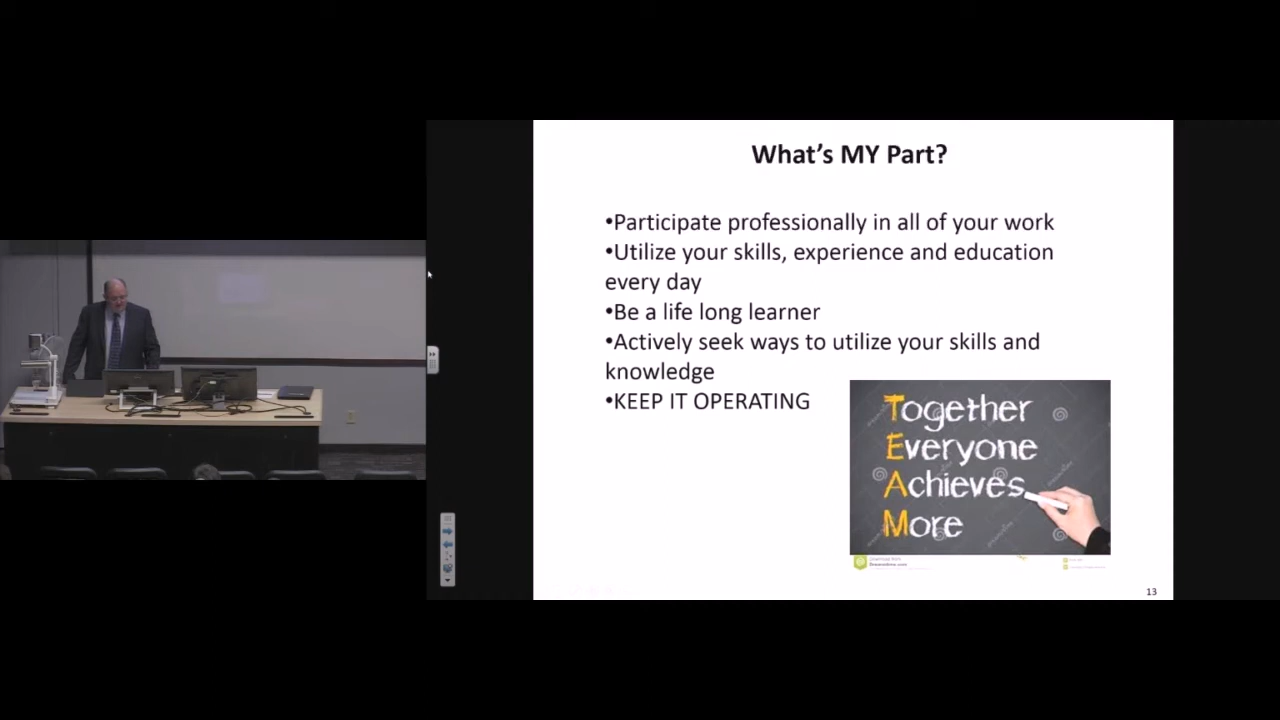 What's MY Part?
•Participate professionally in all of your work
•Utilize your skills, experience and education
every day
•Be a life long learner
•Actively seek ways to utilize your skills and
knowledge
•KEEP IT OPERATING
Together
Everyone
Achieves
More
13